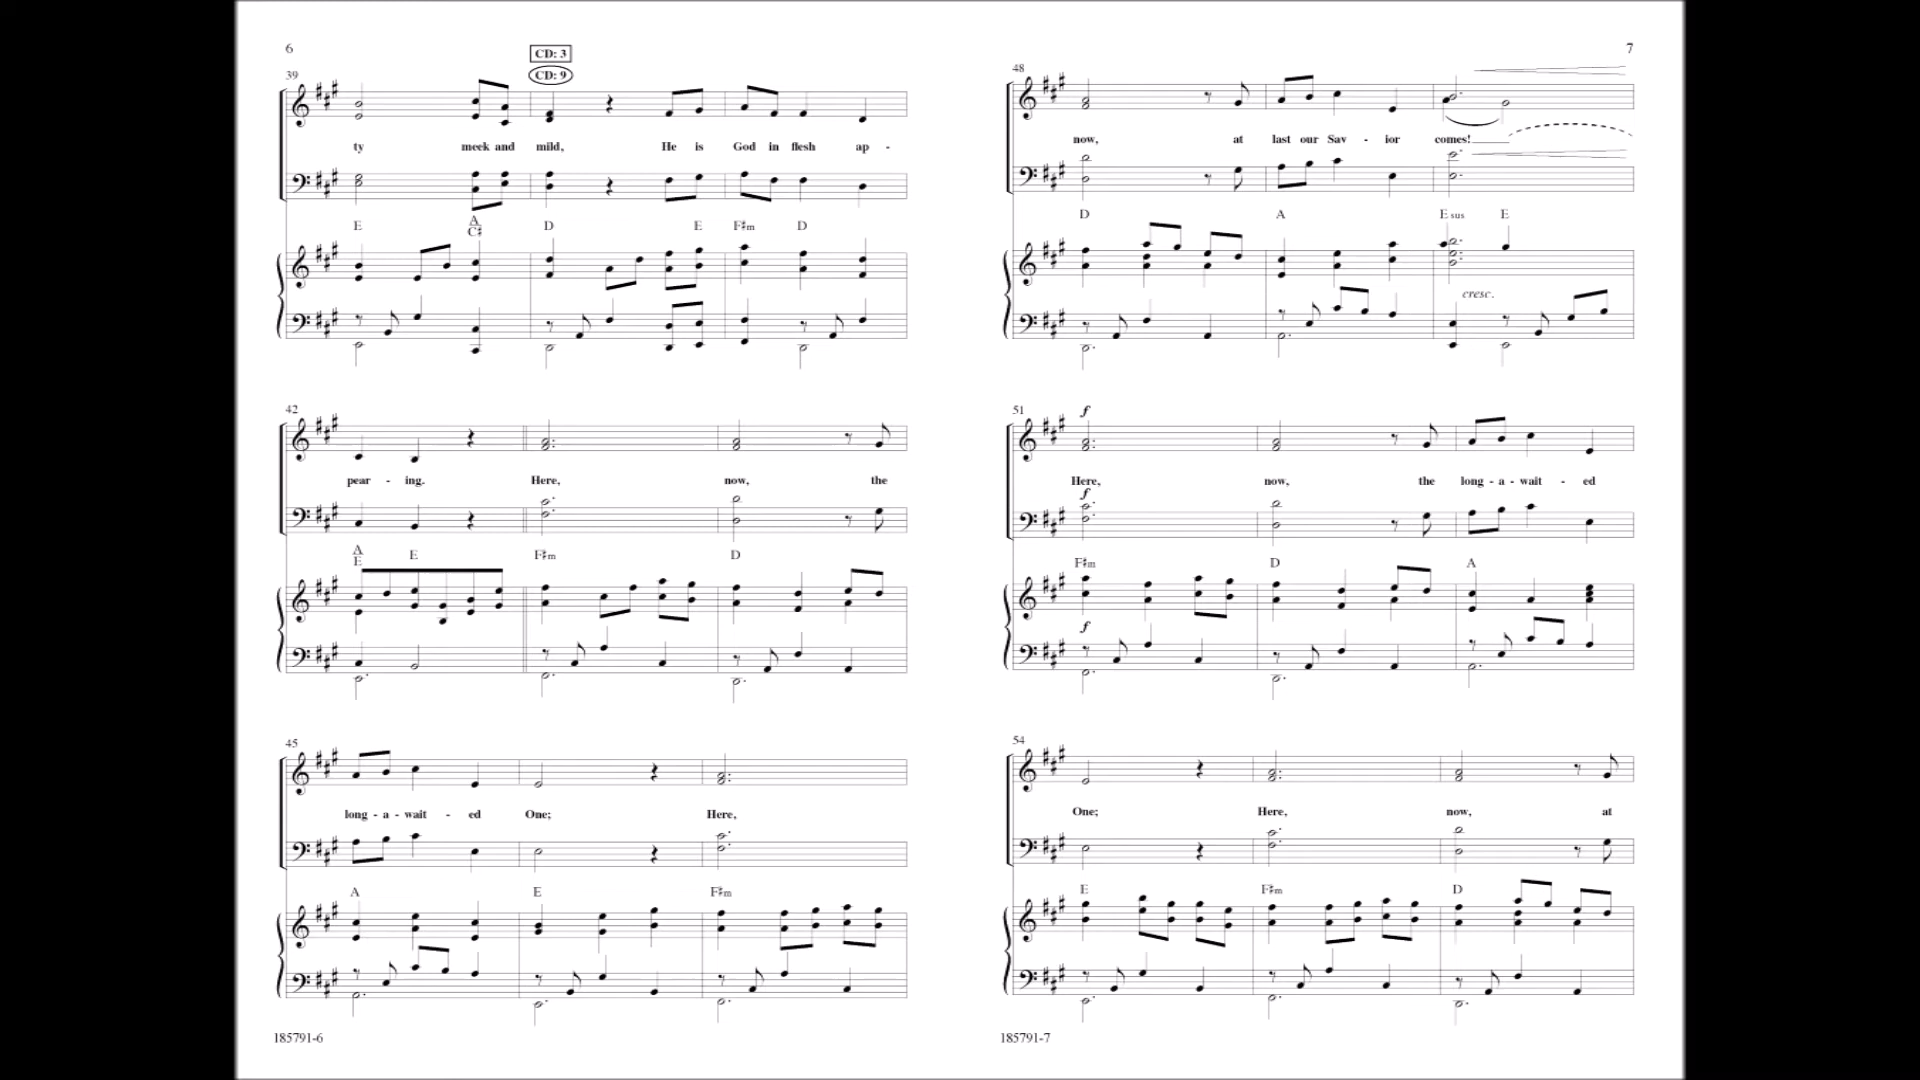 6
CD: 3
CD: 9
39
ty meek and mild, He is God in flesh ap -
E A C♯ D E F♯m D
42
pear - ing. Here, now, the
A E E F♯m D
45
long - a - wait - ed One; Here,
A E F♯m
185791-6
7
48
now, at last our Sav - ior comes!
D A E sus E
cresc.
51
f
Here, now, the long - a - wait - ed
f
F♯m D A
f
54
One; Here, now, at
E F♯m D
185791-7